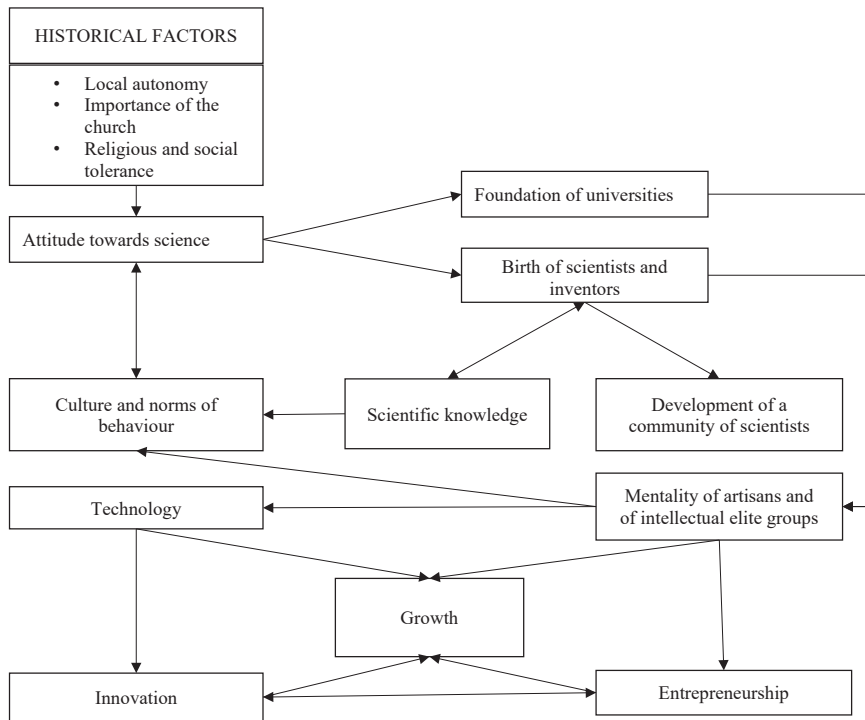 HISTORICAL FACTORS
• Local autonomy
• Importance of the
church
• Religious and social
tolerance
Foundation of universities
Attitude towards science
Birth of scientists and
inventors
Culture and norms of
behaviour
Scientific knowledge
Development of a
community of scientists
Technology
Mentality of artisans and
of intellectual elite groups
Growth
Innovation
Entrepreneurship